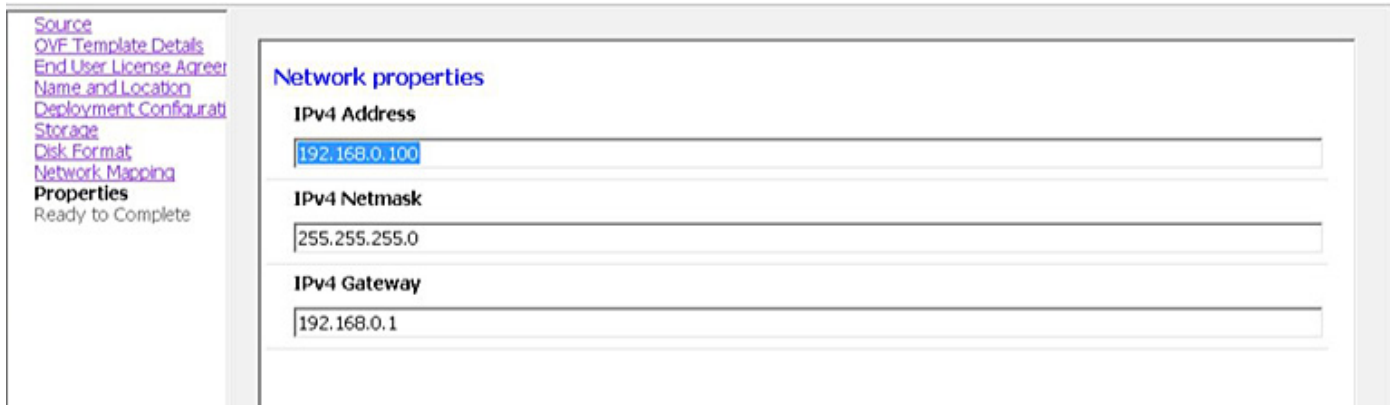 Source
OVF Template Details
End User License Agreer
Name and Location
Deployment Configurati
Storage
Disk Format
Network Mapping
Properties
Ready to Complete
Network properties
IPv4 Address
192.168.0.100
IPv4 Netmask
255.255.255.0
IPv4 Gateway
192.168.0.1